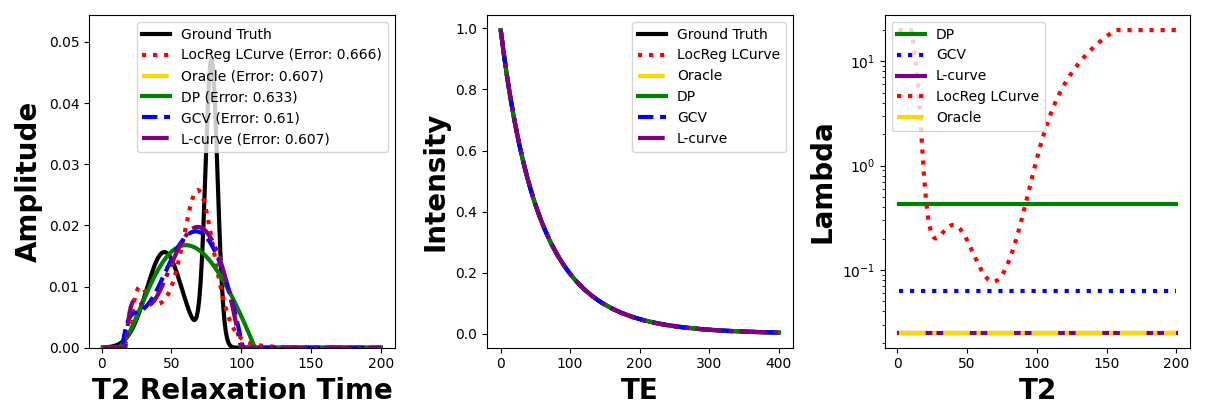 Amplitude
0.05
0.04
0.03
0.02
0.01
0.00
Ground Truth
LocReg LCurve (Error: 0.666)
Oracle (Error: 0.607)
DP (Error: 0.633)
GCV (Error: 0.61)
L-curve (Error: 0.607)
0 50 100 150 200
T2 Relaxation Time
Intensity
1.0
0.8
0.6
0.4
0.2
0.0
Ground Truth
LocReg LCurve
Oracle
DP
GCV
L-curve
0 100 200 300 400
TE
Lambda
10¹
10⁰
10⁻¹
DP
GCV
L-curve
LocReg LCurve
Oracle
0 50 100 150 200
T2